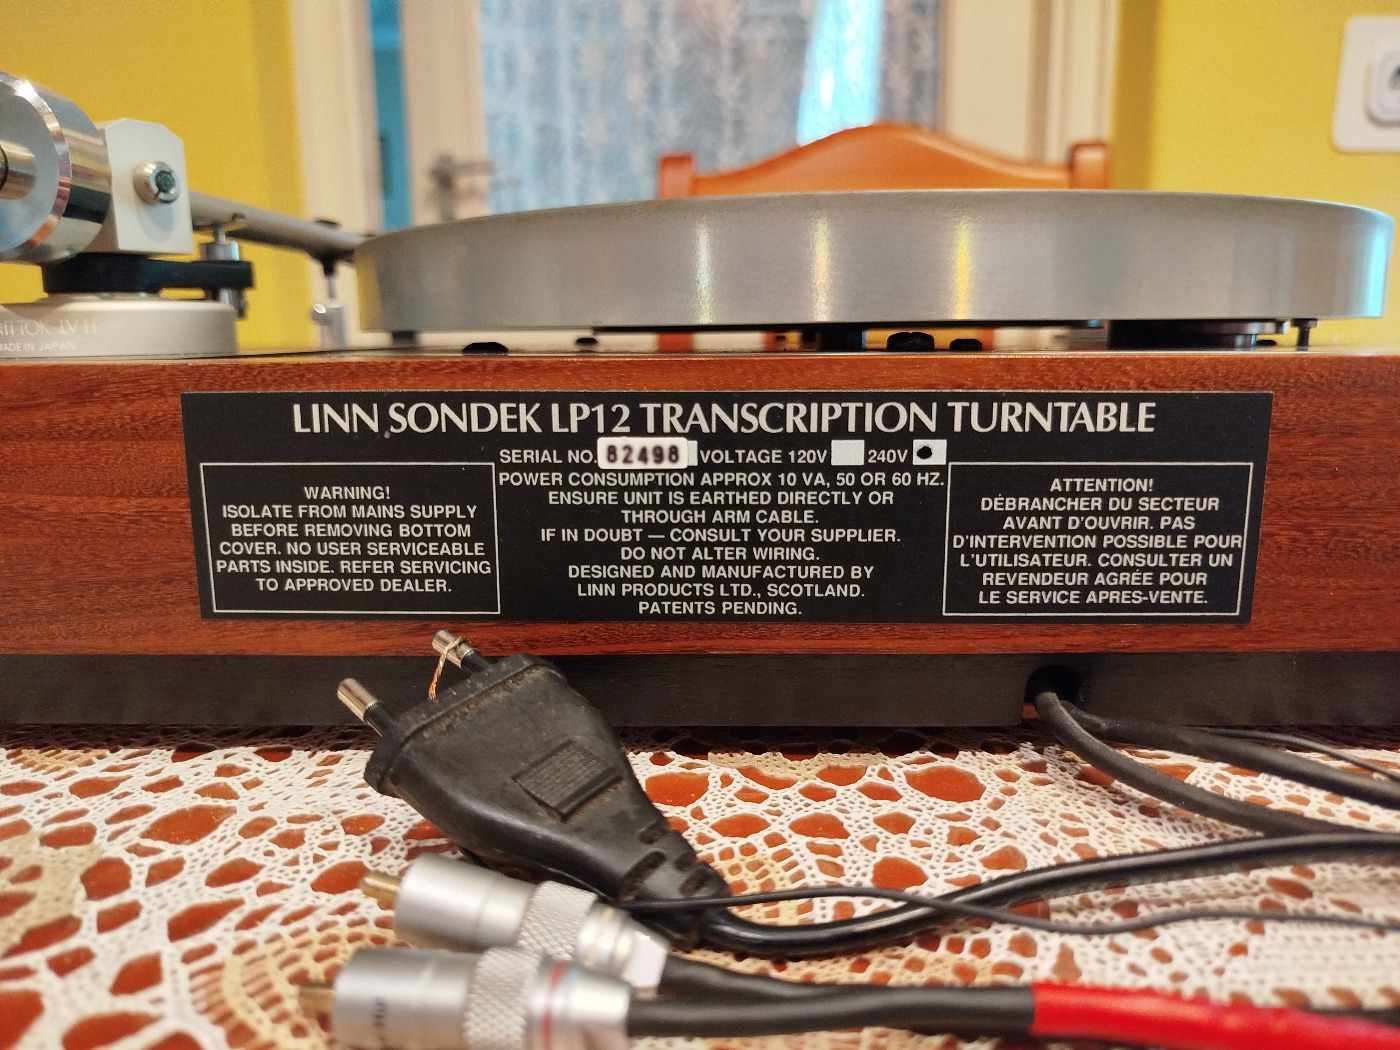 LINN SONDEK LP12 TRANSCRIPTION TURNTABLE
SERIAL NO. 82498 VOLTAGE 120V 240V
POWER CONSUMPTION APPROX 10 VA, 50 OR 60 HZ.
ENSURE UNIT IS EARTHED DIRECTLY OR
THROUGH ARM CABLE.
IF IN DOUBT — CONSULT YOUR SUPPLIER.
DO NOT ALTER WIRING.
DESIGNED AND MANUFACTURED BY
LINN PRODUCTS LTD., SCOTLAND.
PATENTS PENDING.
WARNING!
ISOLATE FROM MAINS SUPPLY
BEFORE REMOVING BOTTOM
COVER. NO USER SERVICEABLE
PARTS INSIDE. REFER SERVICING
TO APPROVED DEALER.
ATTENTION!
DÉBRANCHER DU SECTEUR
AVANT D'OUVRIR. PAS
D'INTERVENTION POSSIBLE POUR
L'UTILISATEUR. CONSULTER UN
REVENDEUR AGRÉE POUR
LE SERVICE APRES-VENTE.
LV II
MADE IN JAPAN